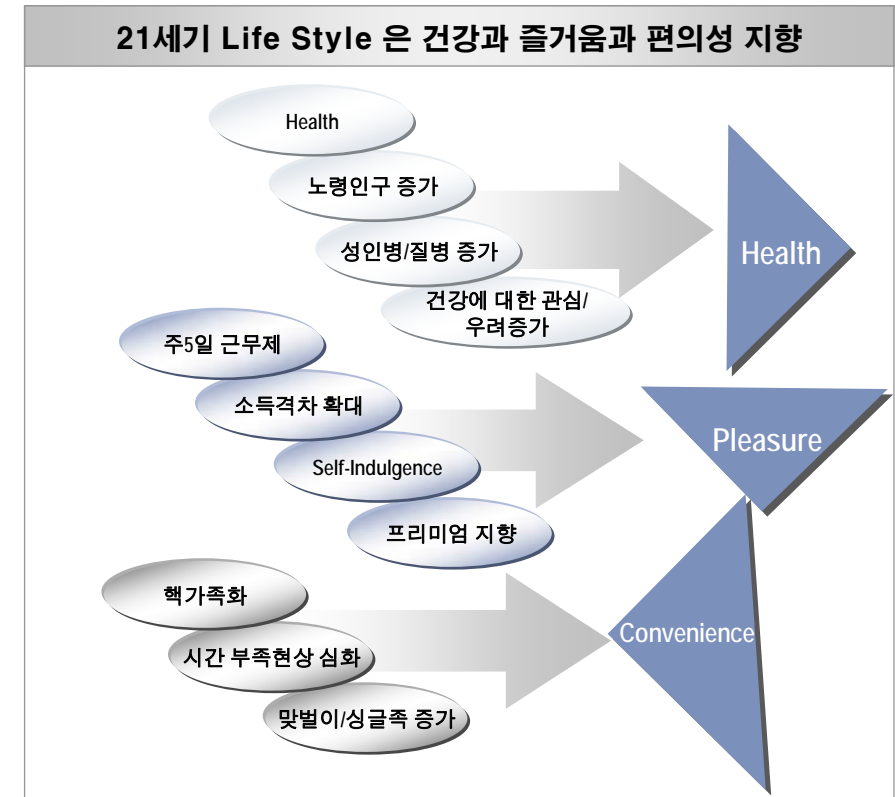 21세기 Life Style 은 건강과 즐거움과 편의성 지향
Health
노령인구 증가
성인병/질병 증가
건강에 대한 관심/
우려증가
Health
주5일 근무제
소득격차 확대
Self-Indulgence
프리미엄 지향
Pleasure
핵가족화
시간 부족현상 심화
맞벌이/싱글족 증가
Convenience